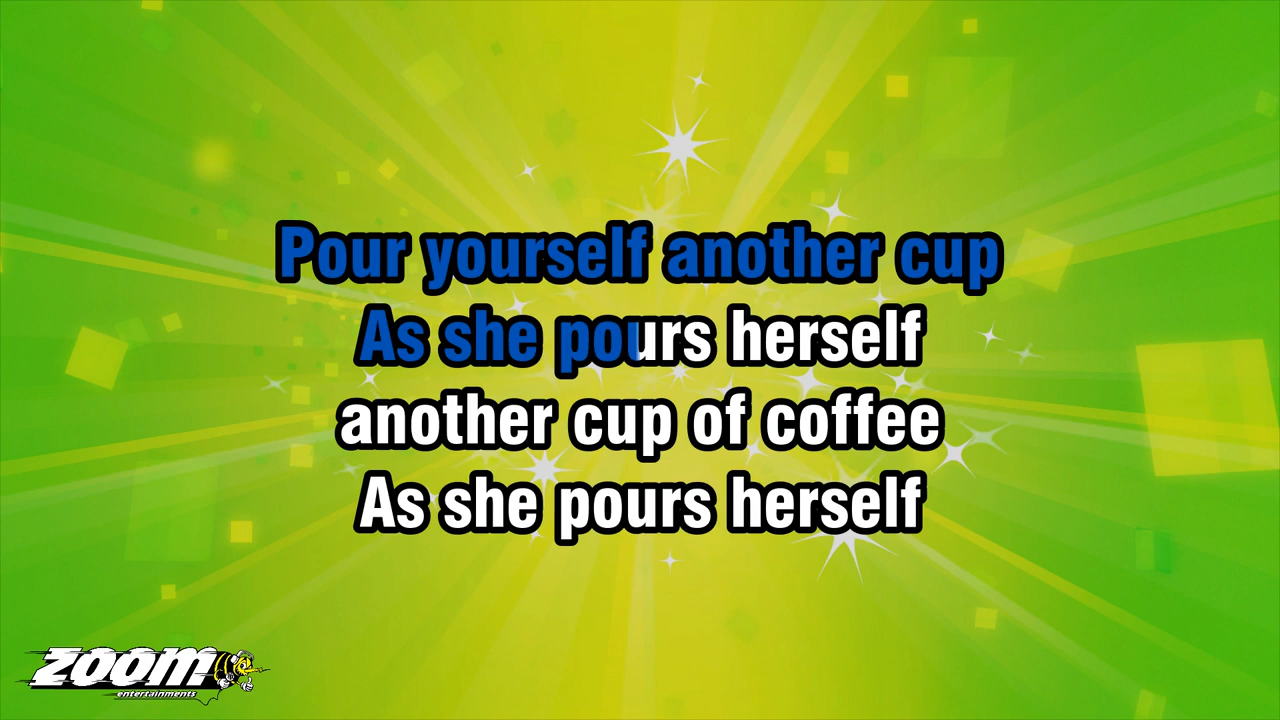 Pour yourself another cup
As she pours herself
another cup of coffee
As she pours herself
zoom
entertainments